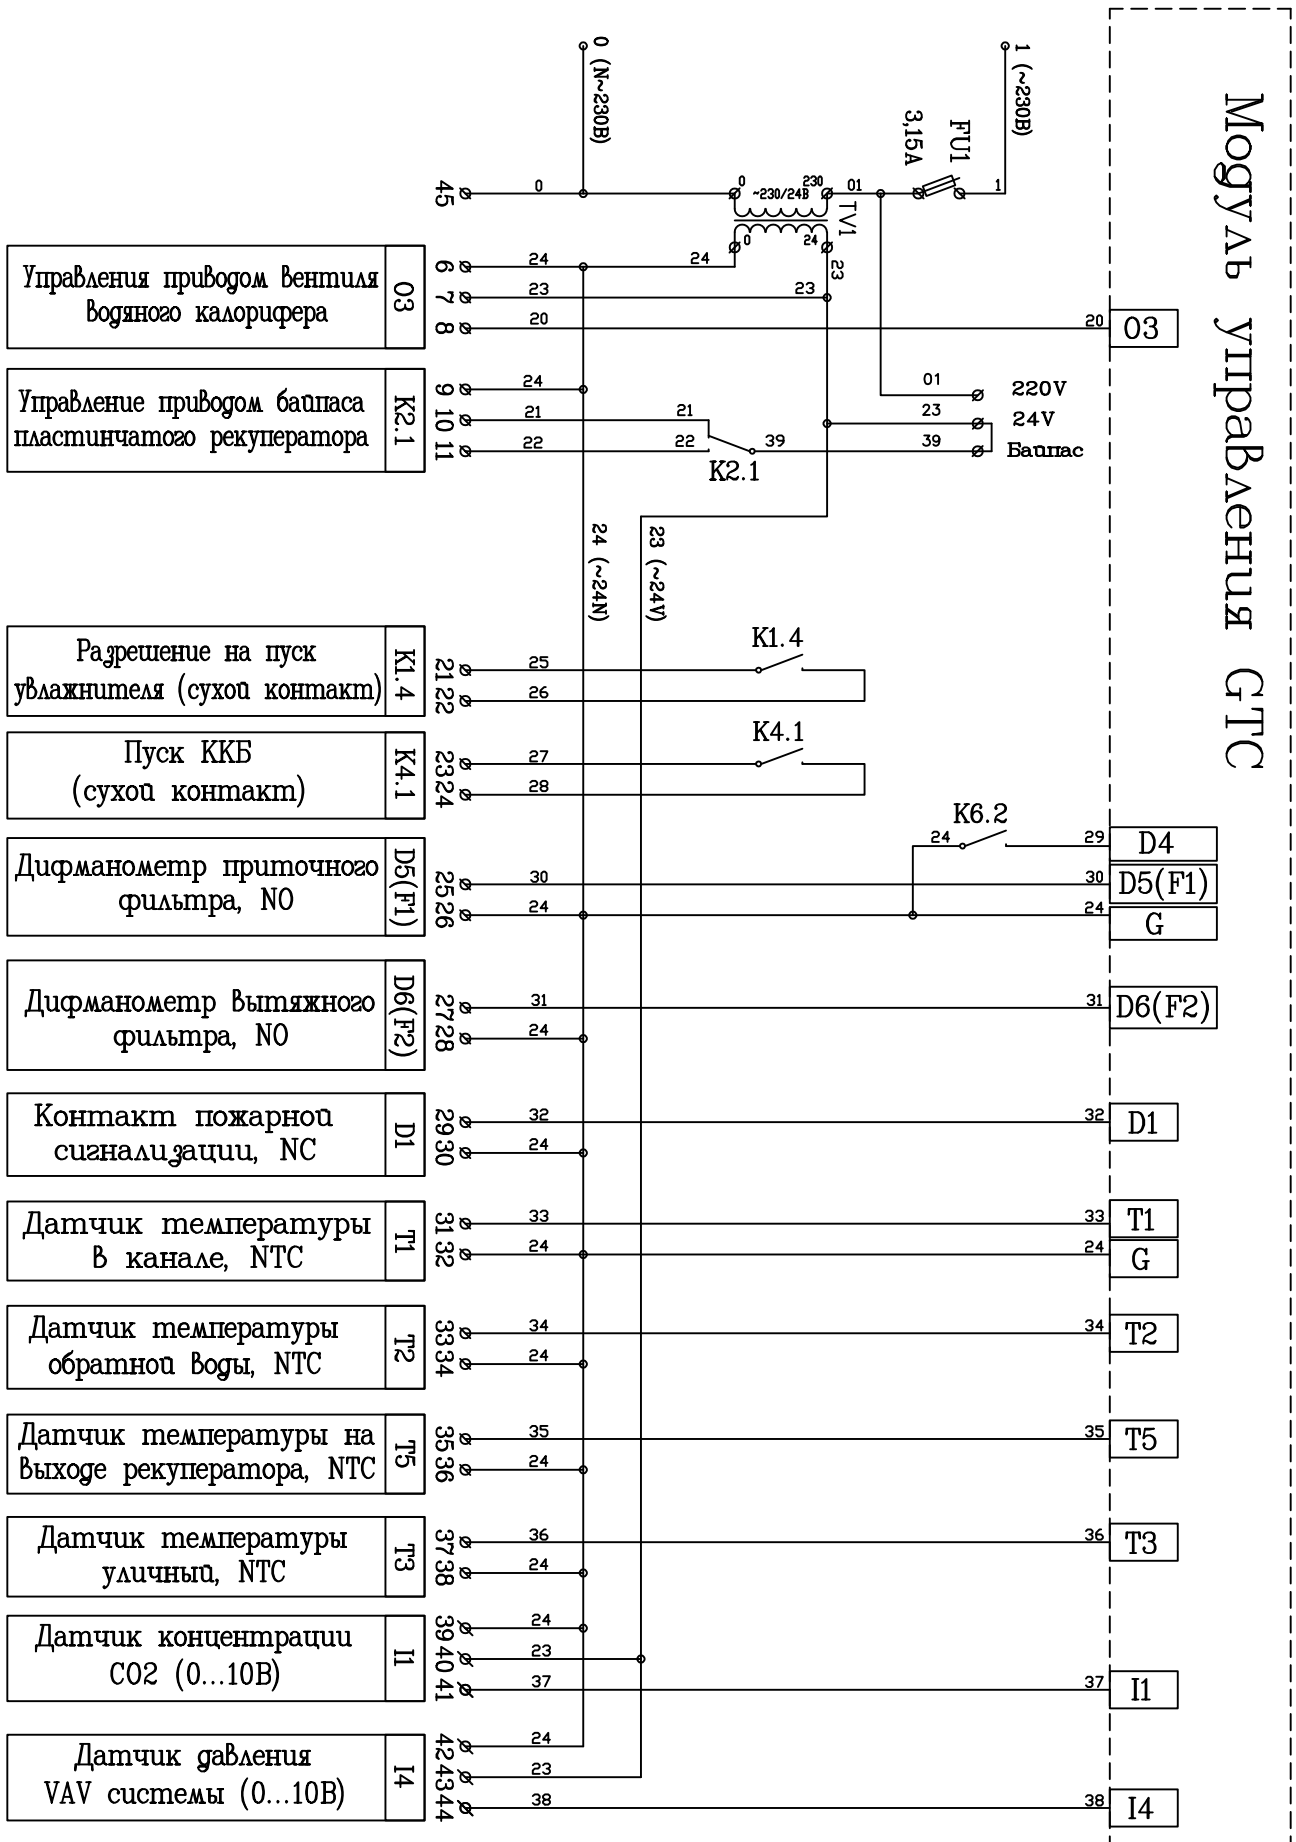 Модуль управления GTC
1 (~230В)
0 (N~230В)
FU1
3,15А
1
01
230
0
~230/24В
TV1
0
24
23
45
0
Управления приводом вентиля
водяного калорифера
O3
6
24
24
7
23
23
8
20
20
O3
Управление приводом байпаса
пластинчатого рекуператора
K2.1
9
24
10
21
21
11
22
22
39
K2.1
01
220V
23
24V
39
Байпас
24 (~24N)
23 (~24V)
Разрешение на пуск
увлажнителя (сухой контакт)
K1.4
21
25
22
26
K1.4
Пуск ККБ
(сухой контакт)
K4.1
23
27
24
28
K4.1
K6.2
24
29
D4
Дифманометр приточного
фильтра, NO
D5(F1)
25
30
30
D5(F1)
26
24
24
G
Дифманометр вытяжного
фильтра, NO
D6(F2)
27
31
31
D6(F2)
28
24
Контакт пожарной
сигнализации, NC
D1
29
32
32
D1
30
24
Датчик температуры
в канале, NTC
T1
31
33
33
T1
32
24
24
G
Датчик температуры
обратной воды, NTC
T2
33
34
34
T2
34
24
Датчик температуры на
выходе рекуператора, NTC
T5
35
35
35
T5
36
24
Датчик температуры
уличный, NTC
T3
37
36
36
T3
38
24
Датчик концентрации
CO2 (0...10В)
I1
39
24
40
23
41
37
37
I1
Датчик давления
VAV системы (0...10В)
I4
42
24
43
23
44
38
38
I4